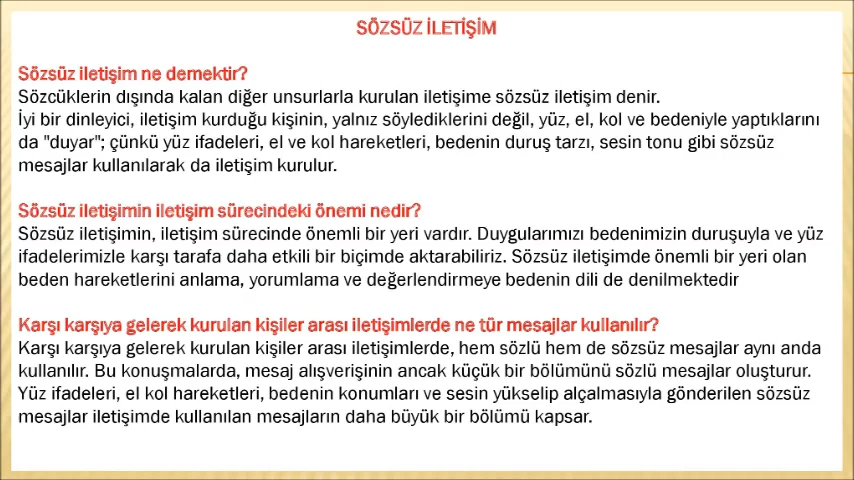 SÖZSÜZ İLETİŞİM
Sözsüz iletişim ne demektir?
Sözcüklerin dışında kalan diğer unsurlarla kurulan iletişime sözsüz iletişim denir.
İyi bir dinleyici, iletişim kurduğu kişinin, yalnız söylediklerini değil, yüz, el, kol ve bedeniyle yaptıklarını
da "duyar"; çünkü yüz ifadeleri, el ve kol hareketleri, bedenin duruş tarzı, sesin tonu gibi sözsüz
mesajlar kullanılarak da iletişim kurulur.
Sözsüz iletişimin iletişim sürecindeki önemi nedir?
Sözsüz iletişimin, iletişim sürecinde önemli bir yeri vardır. Duygularımızı bedenimizin duruşuyla ve yüz
ifadelerimizle karşı tarafa daha etkili bir biçimde aktarabiliriz. Sözsüz iletişimde önemli bir yeri olan
beden hareketlerini anlama, yorumlama ve değerlendirmeye bedenin dili de denilmektedir
Karşı karşıya gelerek kurulan kişiler arası iletişimlerde ne tür mesajlar kullanılır?
Karşı karşıya gelerek kurulan kişiler arası iletişimlerde, hem sözlü hem de sözsüz mesajlar aynı anda
kullanılır. Bu konuşmalarda, mesaj alışverişinin ancak küçük bir bölümünü sözlü mesajlar oluşturur.
Yüz ifadeleri, el kol hareketleri, bedenin konumları ve sesin yükselip alçalmasıyla gönderilen sözsüz
mesajlar iletişimde kullanılan mesajların daha büyük bir bölümü kapsar.